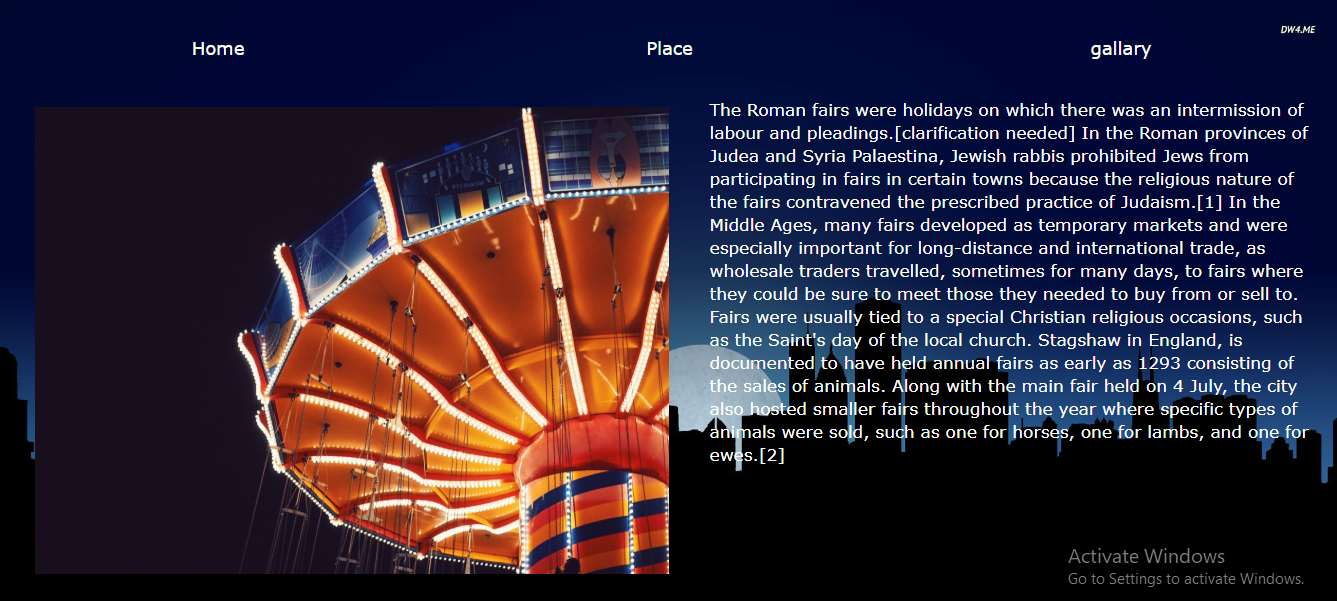 DW4.ME
Home
Place
gallary
The Roman fairs were holidays on which there was an intermission of
labour and pleadings.[clarification needed] In the Roman provinces of
Judea and Syria Palaestina, Jewish rabbis prohibited Jews from
participating in fairs in certain towns because the religious nature of
the fairs contravened the prescribed practice of Judaism.[1] In the
Middle Ages, many fairs developed as temporary markets and were
especially important for long-distance and international trade, as
wholesale traders travelled, sometimes for many days, to fairs where
they could be sure to meet those they needed to buy from or sell to.
Fairs were usually tied to a special Christian religious occasions, such
as the Saint's day of the local church. Stagshaw in England, is
documented to have held annual fairs as early as 1293 consisting of
the sales of animals. Along with the main fair held on 4 July, the city
also hosted smaller fairs throughout the year where specific types of
animals were sold, such as one for horses, one for lambs, and one for
ewes.[2]
Activate Windows
Go to Settings to activate Windows.